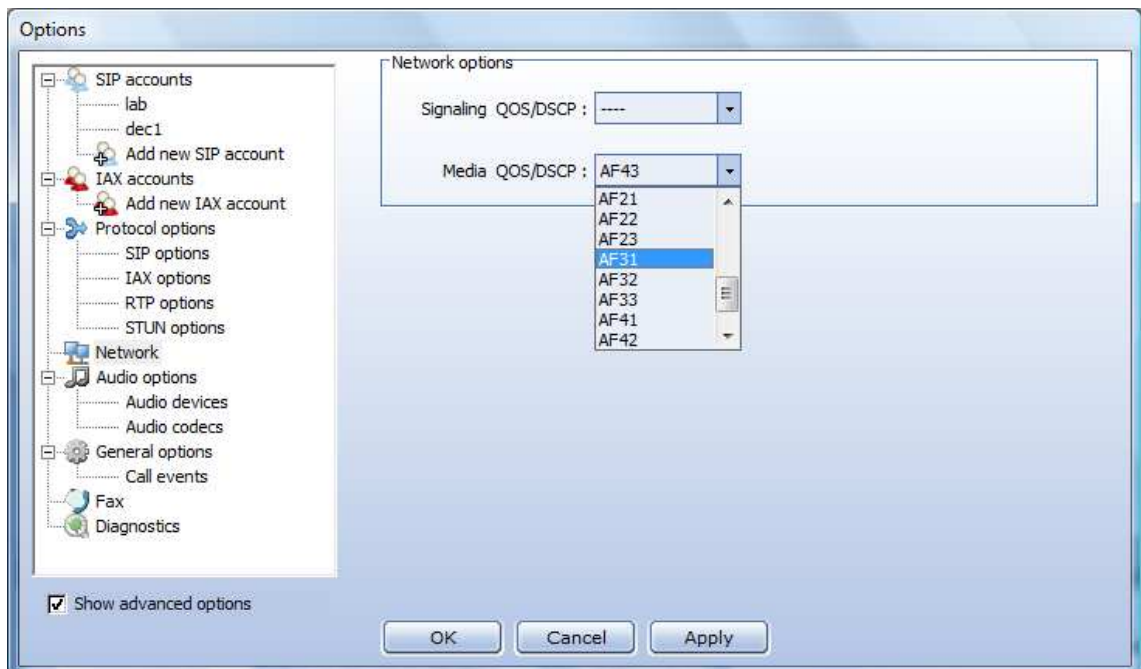 Options
SIP accounts
lab
dec1
Add new SIP account
IAX accounts
Add new IAX account
Protocol options
SIP options
IAX options
RTP options
STUN options
Network
Audio options
Audio devices
Audio codecs
General options
Call events
Fax
Diagnostics
Show advanced options
Network options
Signaling QOS/DSCP : ----
Media QOS/DSCP : AF43
AF21
AF22
AF23
AF31
AF32
AF33
AF41
AF42
OK Cancel Apply